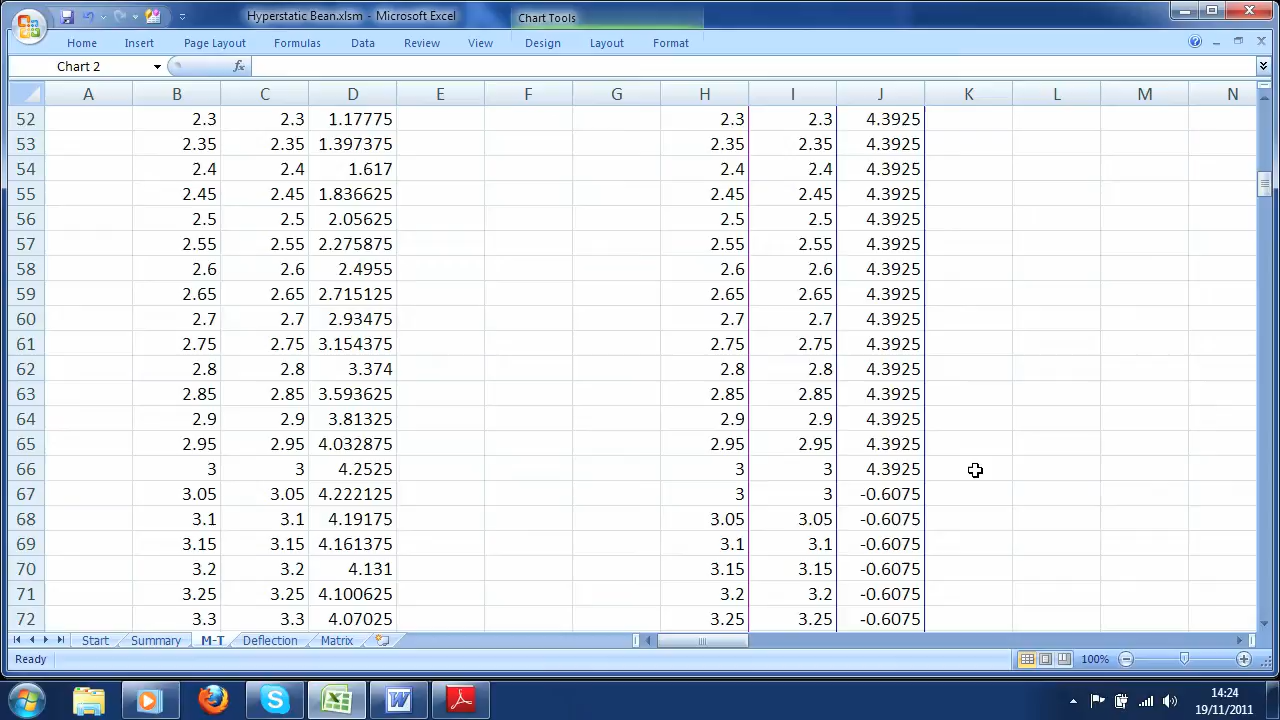 Hyperstatic Bean.xlsm - Microsoft Excel Chart Tools
Home Insert Page Layout Formulas Data Review View Design Layout Format
Chart 2 fx
A B C D E F G H I J K L M N
52 2.3 2.3 1.17775 2.3 2.3 4.3925
53 2.35 2.35 1.397375 2.35 2.35 4.3925
54 2.4 2.4 1.617 2.4 2.4 4.3925
55 2.45 2.45 1.836625 2.45 2.45 4.3925
56 2.5 2.5 2.05625 2.5 2.5 4.3925
57 2.55 2.55 2.275875 2.55 2.55 4.3925
58 2.6 2.6 2.4955 2.6 2.6 4.3925
59 2.65 2.65 2.715125 2.65 2.65 4.3925
60 2.7 2.7 2.93475 2.7 2.7 4.3925
61 2.75 2.75 3.154375 2.75 2.75 4.3925
62 2.8 2.8 3.374 2.8 2.8 4.3925
63 2.85 2.85 3.593625 2.85 2.85 4.3925
64 2.9 2.9 3.81325 2.9 2.9 4.3925
65 2.95 2.95 4.032875 2.95 2.95 4.3925
66 3 3 4.2525 3 3 4.3925
67 3.05 3.05 4.222125 3 3 -0.6075
68 3.1 3.1 4.19175 3.05 3.05 -0.6075
69 3.15 3.15 4.161375 3.1 3.1 -0.6075
70 3.2 3.2 4.131 3.15 3.15 -0.6075
71 3.25 3.25 4.100625 3.2 3.2 -0.6075
72 3.3 3.3 4.07025 3.25 3.25 -0.6075
Start Summary M-T Deflection Matrix
Ready 100%
14:24
19/11/2011